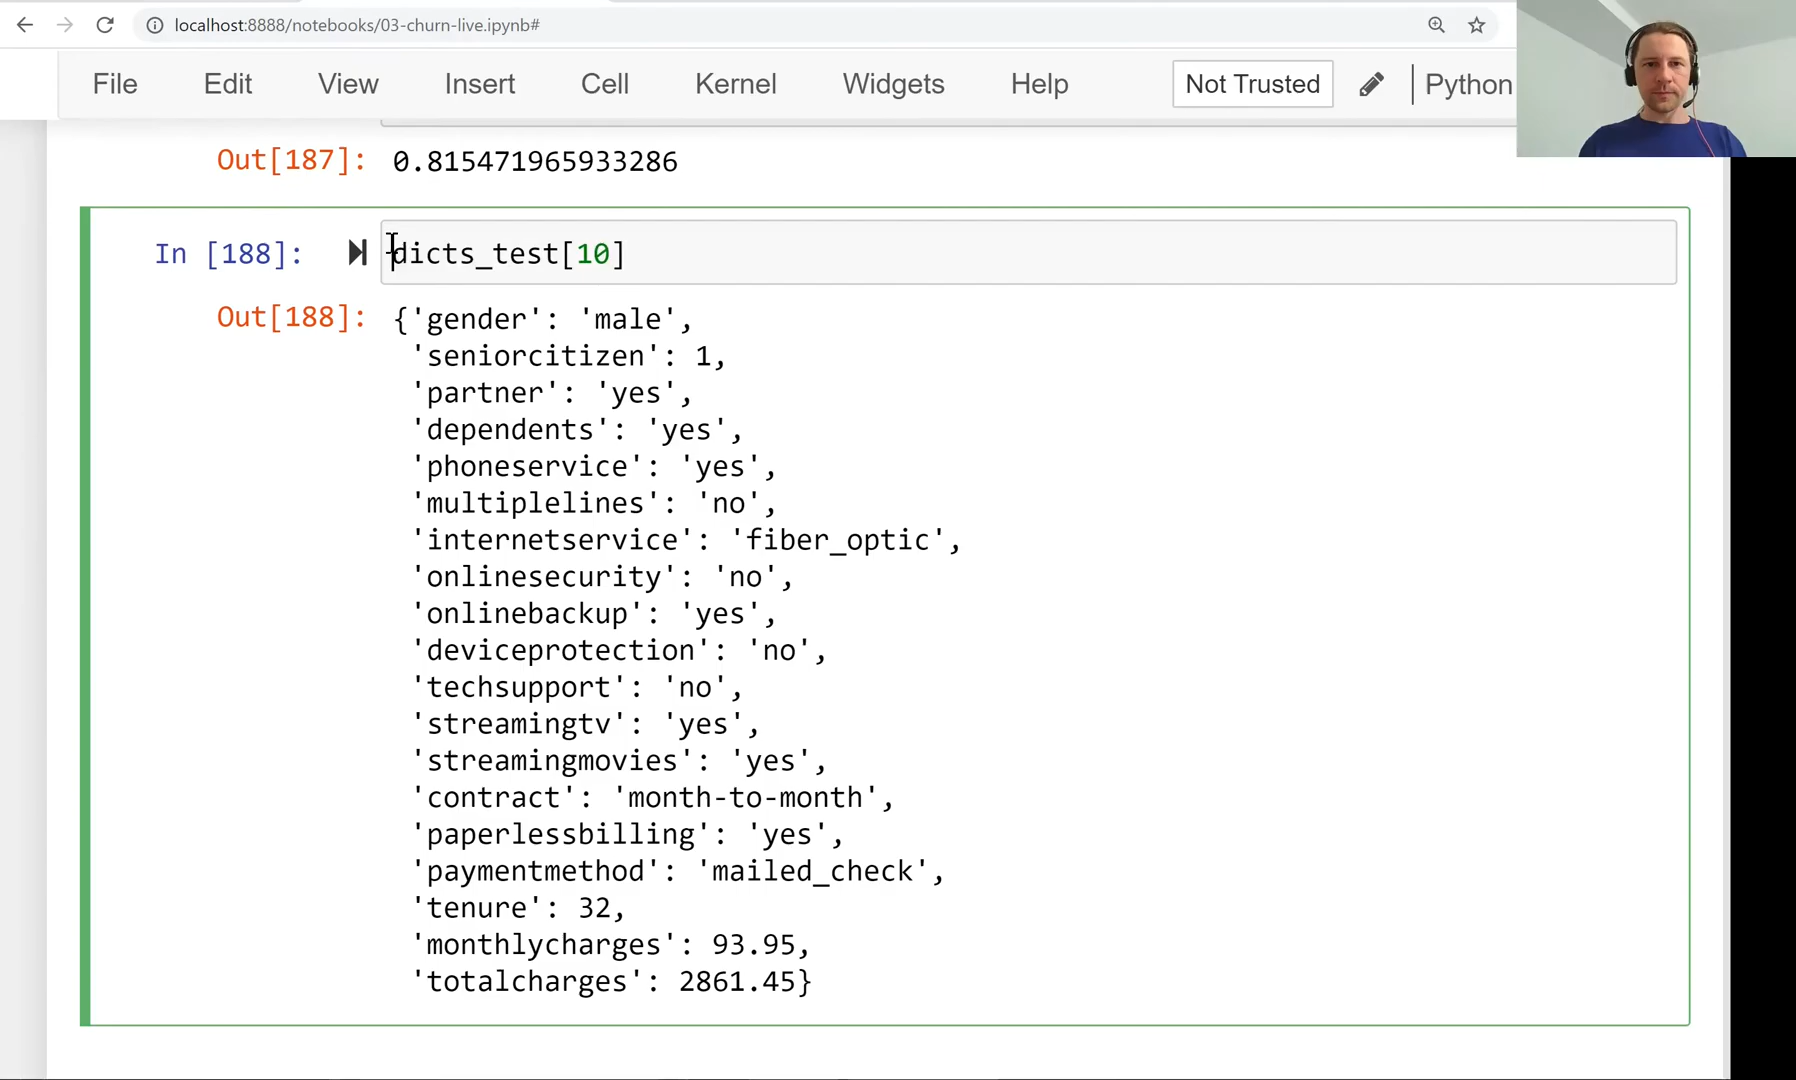 localhost:8888/notebooks/03-churn-live.ipynb#
File Edit View Insert Cell Kernel Widgets Help Not Trusted Python
Out[187]: 0.815471965933286
In [188]: dicts_test[10]
Out[188]: {'gender': 'male',
'seniorcitizen': 1,
'partner': 'yes',
'dependents': 'yes',
'phoneservice': 'yes',
'multiplelines': 'no',
'internetservice': 'fiber_optic',
'onlinesecurity': 'no',
'onlinebackup': 'yes',
'deviceprotection': 'no',
'techsupport': 'no',
'streamingtv': 'yes',
'streamingmovies': 'yes',
'contract': 'month-to-month',
'paperlessbilling': 'yes',
'paymentmethod': 'mailed_check',
'tenure': 32,
'monthlycharges': 93.95,
'totalcharges': 2861.45}